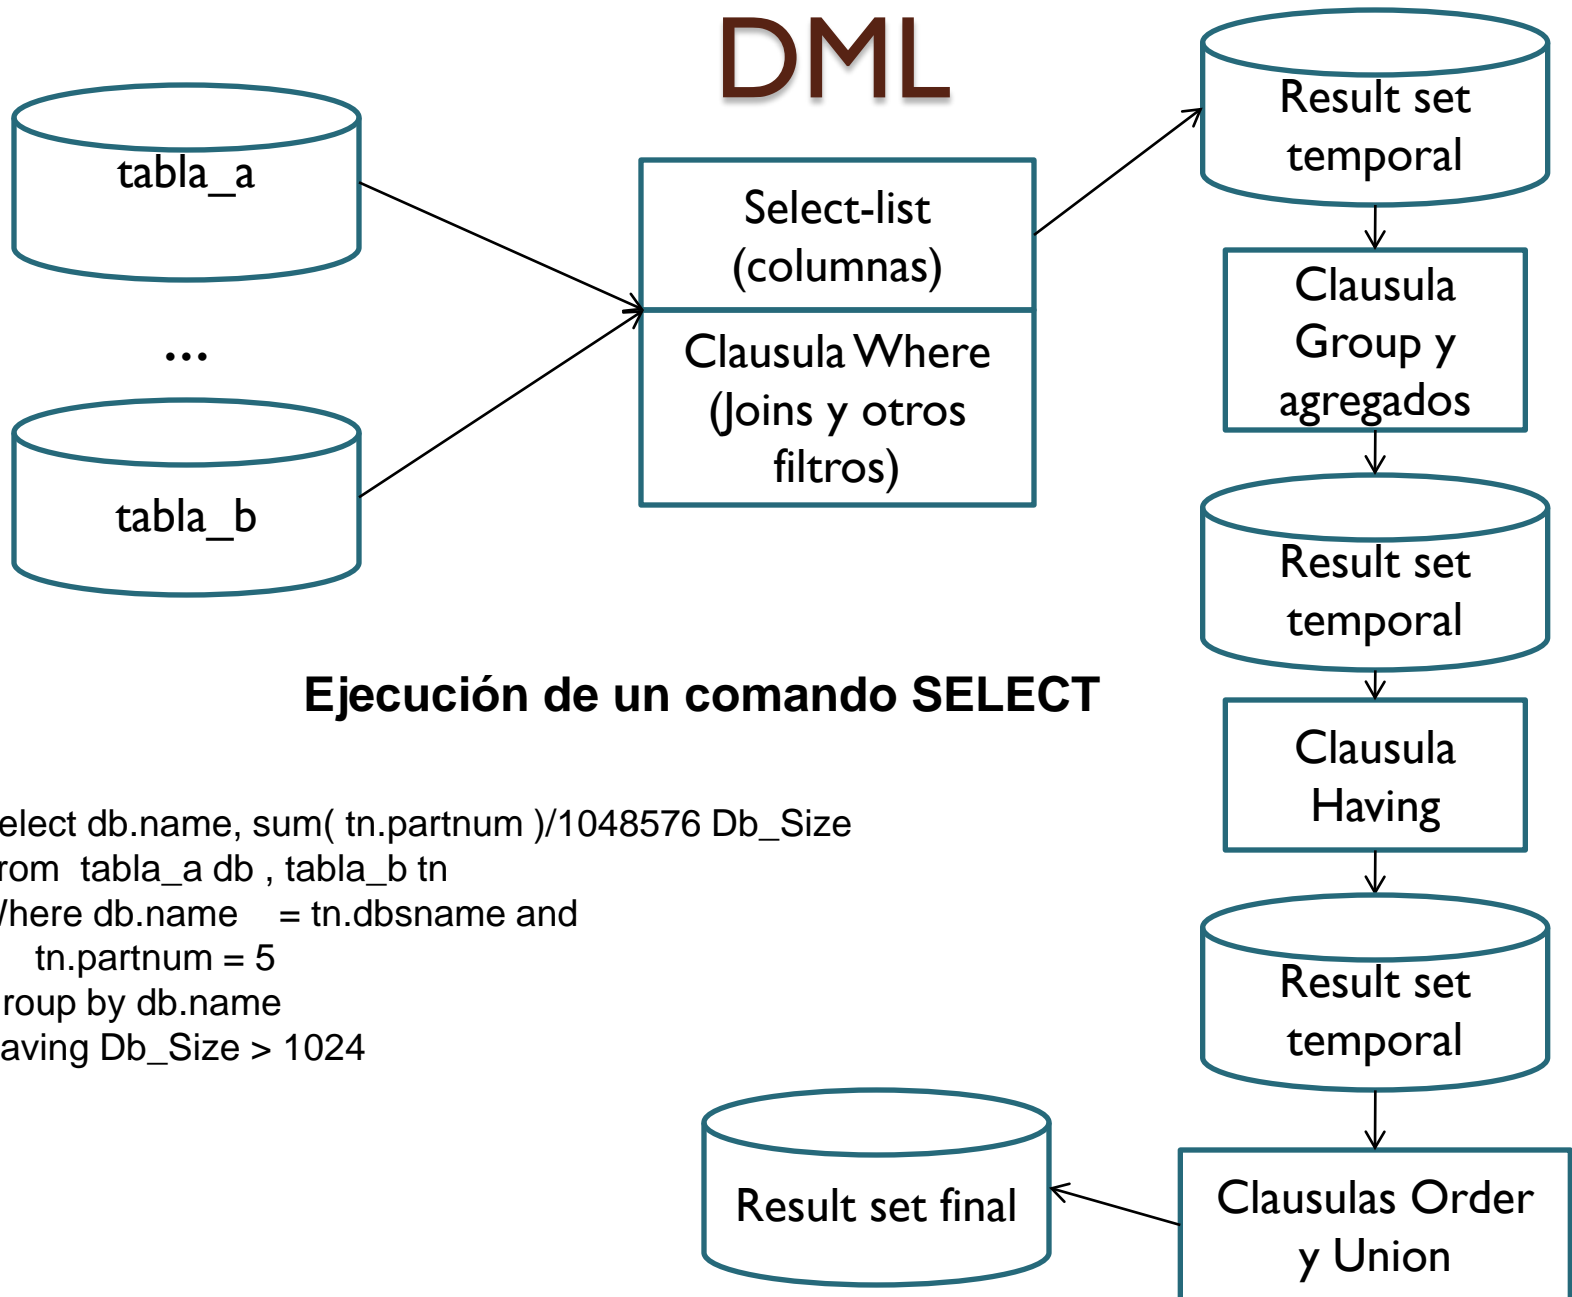 DML
tabla_a
...
tabla_b
Select-list
(columnas)
Clausula Where
(Joins y otros
filtros)
Result set
temporal
Clausula
Group y
agregados
Result set
temporal
Clausula
Having
Result set
temporal
Clausulas Order
y Union
Result set final
Ejecución de un comando SELECT
elect db.name, sum( tn.partnum )/1048576 Db_Size
rom tabla_a db , tabla_b tn
here db.name = tn.dbsname and
tn.partnum = 5
roup by db.name
aving Db_Size > 1024